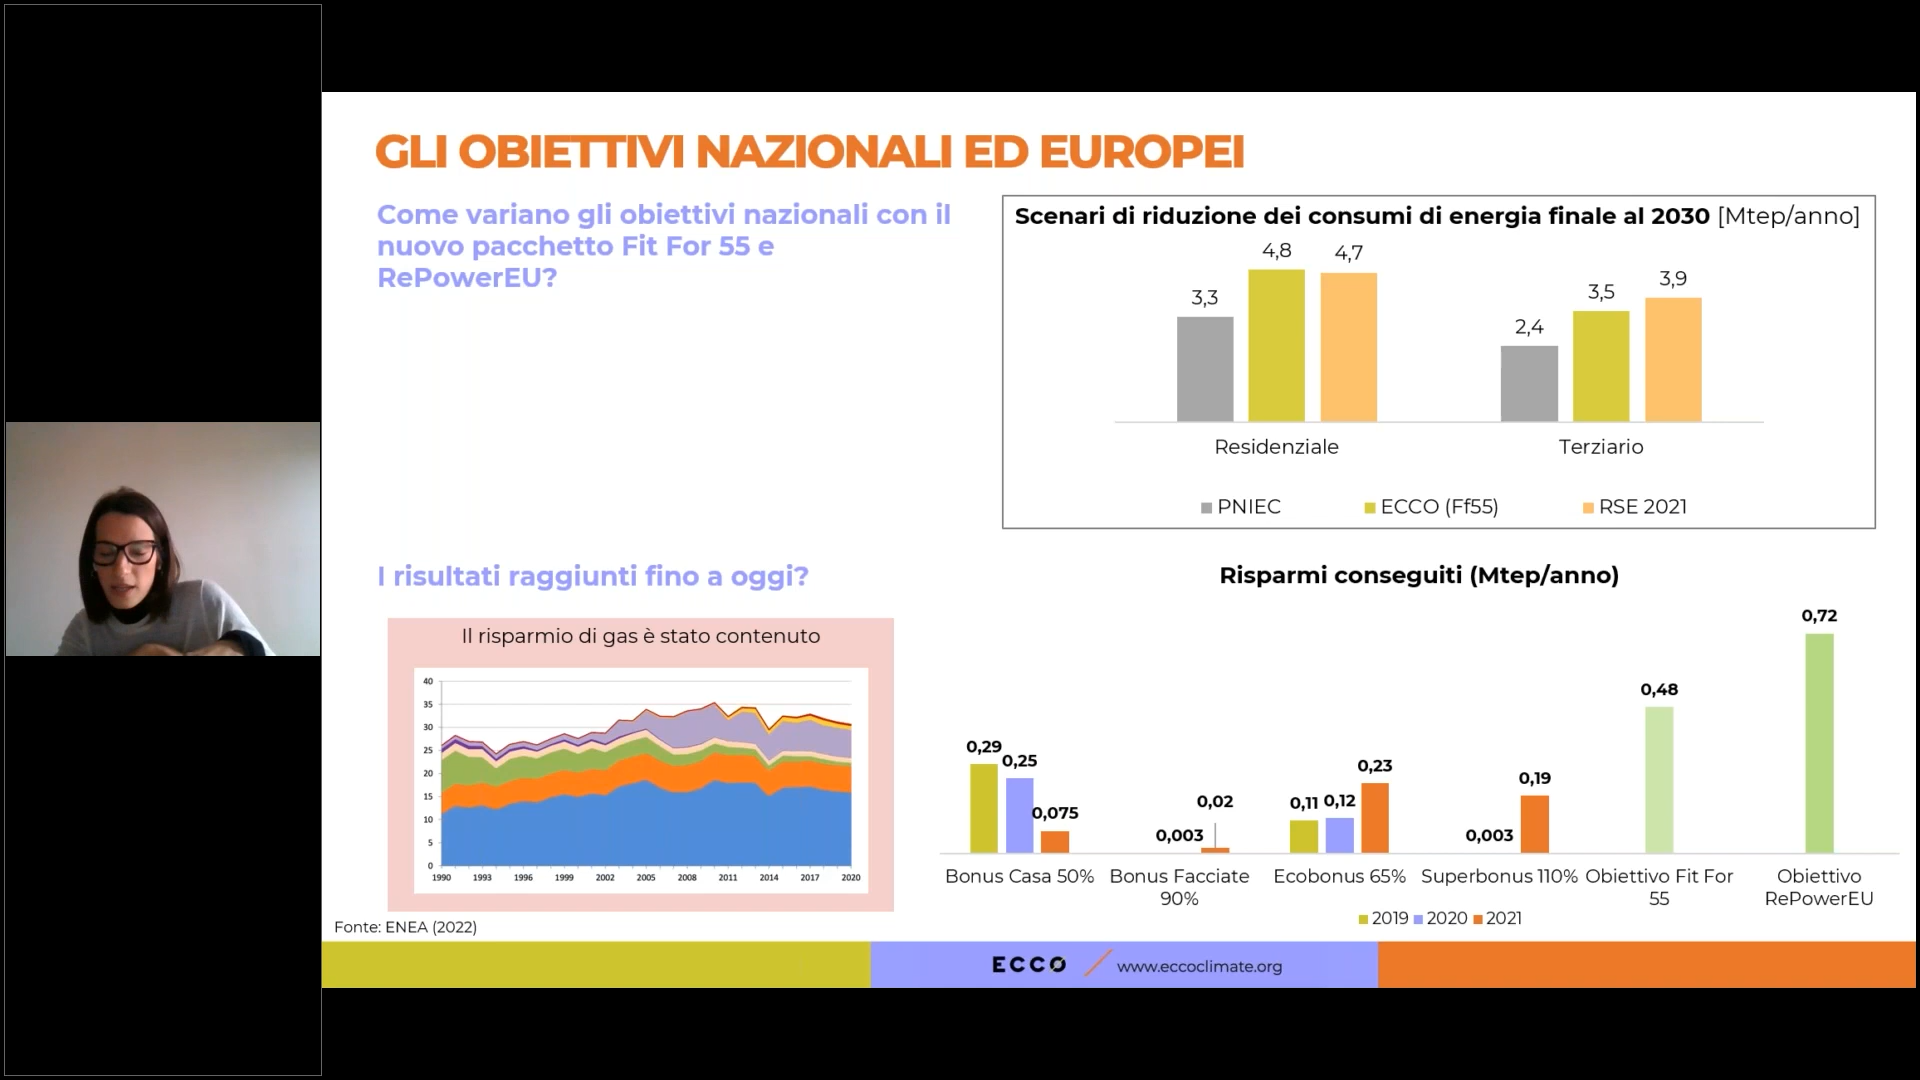 GLI OBIETTIVI NAZIONALI ED EUROPEI
Come variano gli obiettivi nazionali con il
nuovo pacchetto Fit For 55 e
RePowerEU?
Scenari di riduzione dei consumi di energia finale al 2030 [Mtep/anno]
4,8
4,7
3,3
3,9
3,5
2,4
Residenziale
Terziario
PNIEC
ECCO (Ff55)
RSE 2021
I risultati raggiunti fino a oggi?
Il risparmio di gas è stato contenuto
40
35
30
25
20
15
10
5
0
1990 1993 1996 1999 2002 2005 2008 2011 2014 2017 2020
Fonte: ENEA (2022)
Risparmi conseguiti (Mtep/anno)
0,29
0,25
0,075
0,003
0,02
0,11
0,12
0,23
0,003
0,19
0,48
0,72
Bonus Casa 50%
Bonus Facciate
90%
Ecobonus 65%
Superbonus 110%
Obiettivo Fit For
55
Obiettivo
RePowerEU
2019 2020 2021
ECCO
www.eccoclimate.org